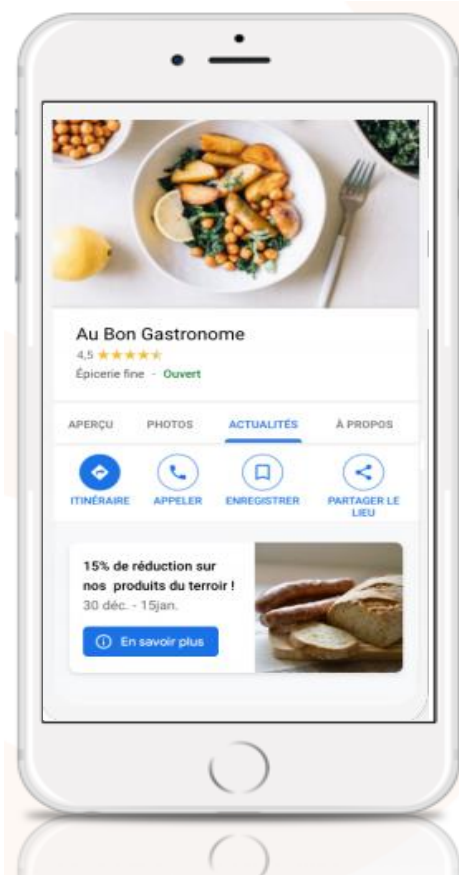 Au Bon Gastronome
4,5
Épicerie fine - Ouvert
APERÇU PHOTOS ACTUALITÉS À PROPOS
ITINÉRAIRE APPELER ENREGISTRER PARTAGER LE
LIEU
15% de réduction sur
nos produits du terroir !
30 déc. - 15jan.
En savoir plus